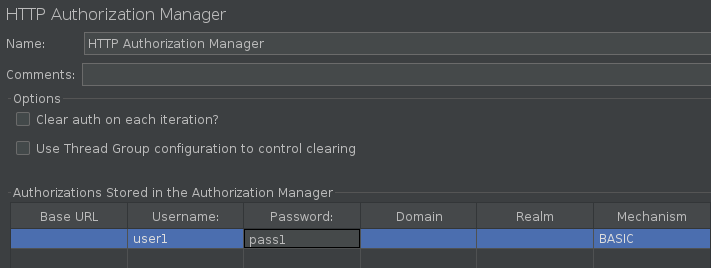 HTTP Authorization Manager
Name: HTTP Authorization Manager
Comments:
Options
Clear auth on each iteration?
Use Thread Group configuration to control clearing
Authorizations Stored in the Authorization Manager
Base URL Username: Password: Domain Realm Mechanism
user1 pass1 BASIC